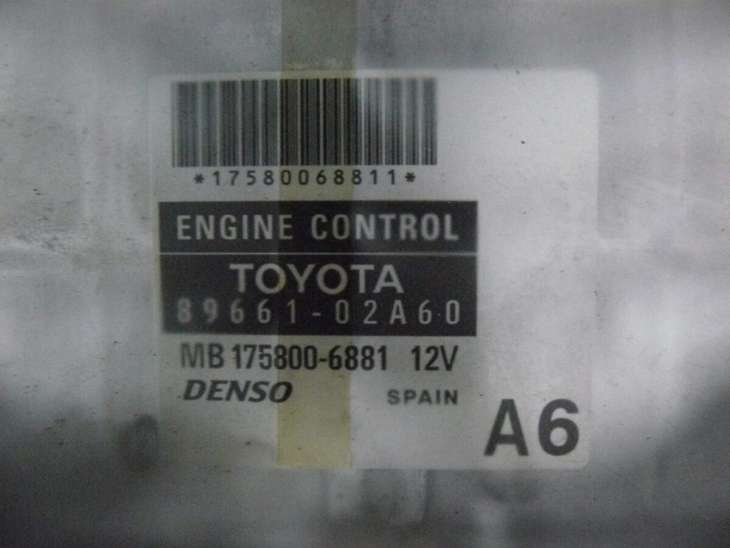 *17580068811*
ENGINE CONTROL
TOYOTA
89661-02A60
MB 175800-6881 12V
DENSO SPAIN
A6